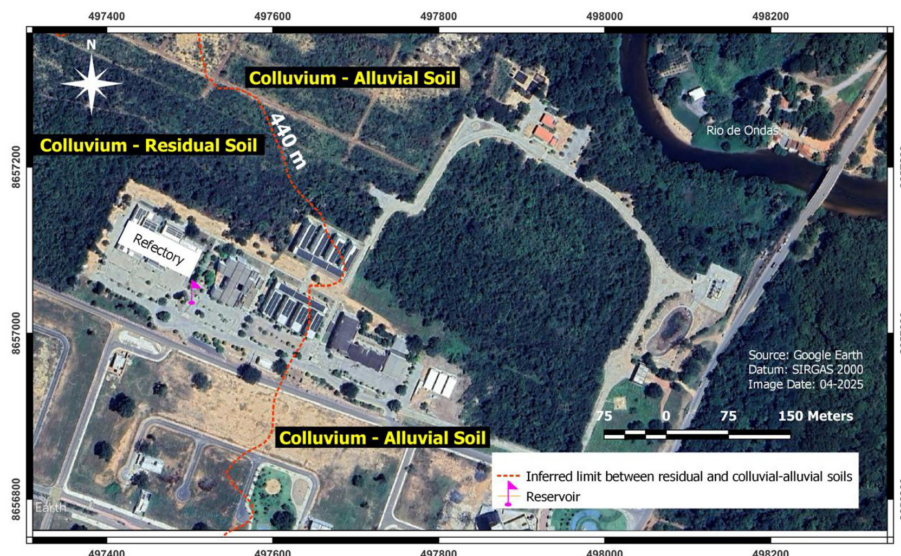 497400 497600 497800 498000 498200
N
Colluvium - Alluvial Soil
440 m
Colluvium - Residual Soil
Rio de Ondas
8657200
Refectory
8657000
Source: Google Earth
Datum: SIRGAS 2000
Image Date: 04-2025
75 0 75 150 Meters
Colluvium - Alluvial Soil
Inferred limit between residual and colluvial-alluvial soils
Reservoir
8656800
Earth
497400 497600 497800 498000 498200